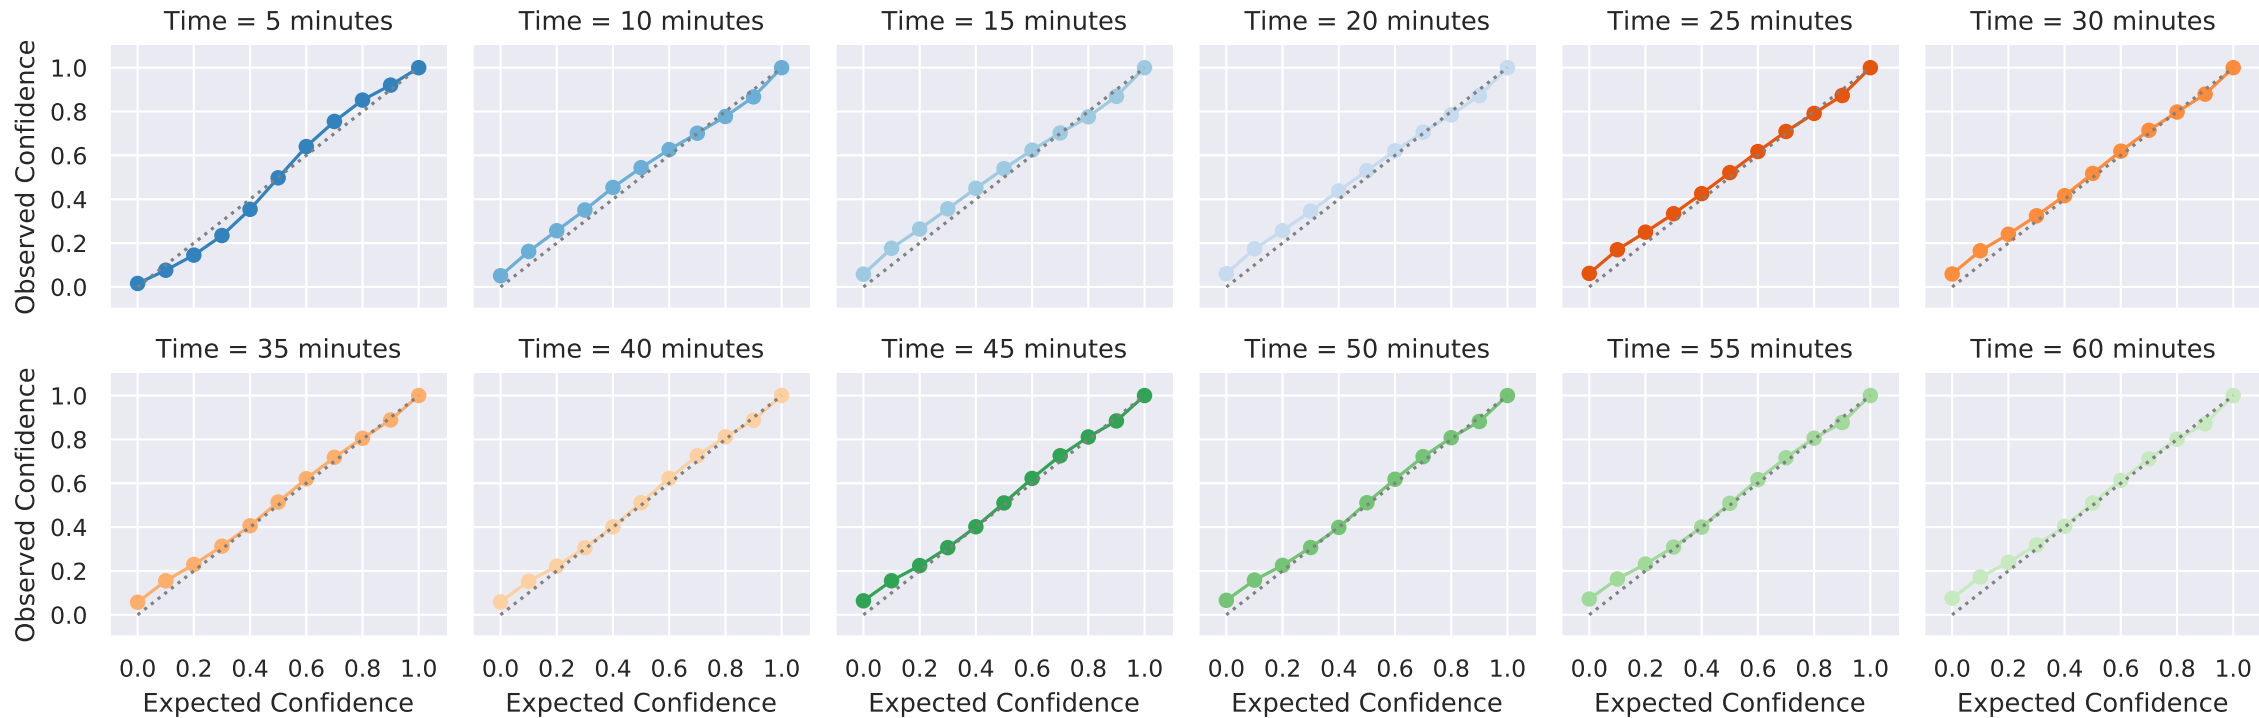 Time = 5 minutes
Time = 10 minutes
Time = 15 minutes
Time = 20 minutes
Time = 25 minutes
Time = 30 minutes
Observed Confidence
1.0
0.8
0.6
0.4
0.2
0.0
Time = 35 minutes
Time = 40 minutes
Time = 45 minutes
Time = 50 minutes
Time = 55 minutes
Time = 60 minutes
Observed Confidence
1.0
0.8
0.6
0.4
0.2
0.0
0.0 0.2 0.4 0.6 0.8 1.0
0.0 0.2 0.4 0.6 0.8 1.0
0.0 0.2 0.4 0.6 0.8 1.0
0.0 0.2 0.4 0.6 0.8 1.0
0.0 0.2 0.4 0.6 0.8 1.0
0.0 0.2 0.4 0.6 0.8 1.0
Expected Confidence
Expected Confidence
Expected Confidence
Expected Confidence
Expected Confidence
Expected Confidence